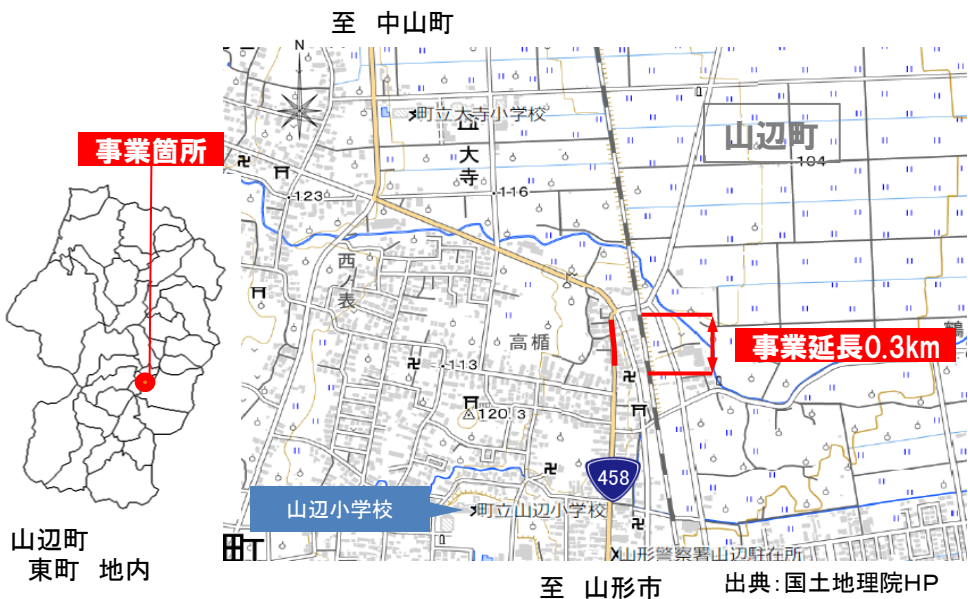 至 中山町
N
町立大寺小学校
山辺町
事業箇所
大寺
104
123
116
西ノ表
高楯
事業延長0.3km
鶴
113
120.3
458
山辺小学校
町立山辺小学校
町
山形警察署山辺駐在所
山辺町
東町 地内
至 山形市
出典:国土地理院HP